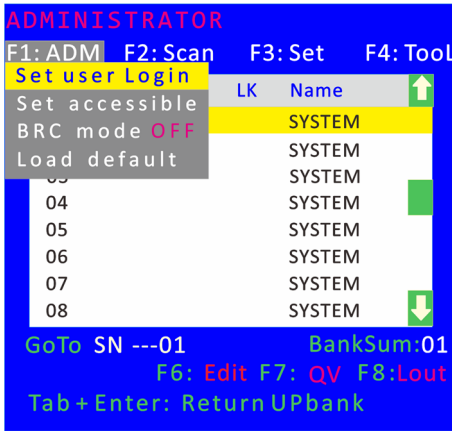 ADMINISTRATOR
F1: ADM F2: Scan F3: Set F4: Tool
Set user Login
LK Name
Set accessible
SYSTEM
BRC mode OFF
SYSTEM
Load default
03 SYSTEM
04 SYSTEM
05 SYSTEM
06 SYSTEM
07 SYSTEM
08 SYSTEM
GoTo SN ---01 BankSum:01
F6: Edit F7: QV F8:Lout
Tab+Enter: Return UPbank